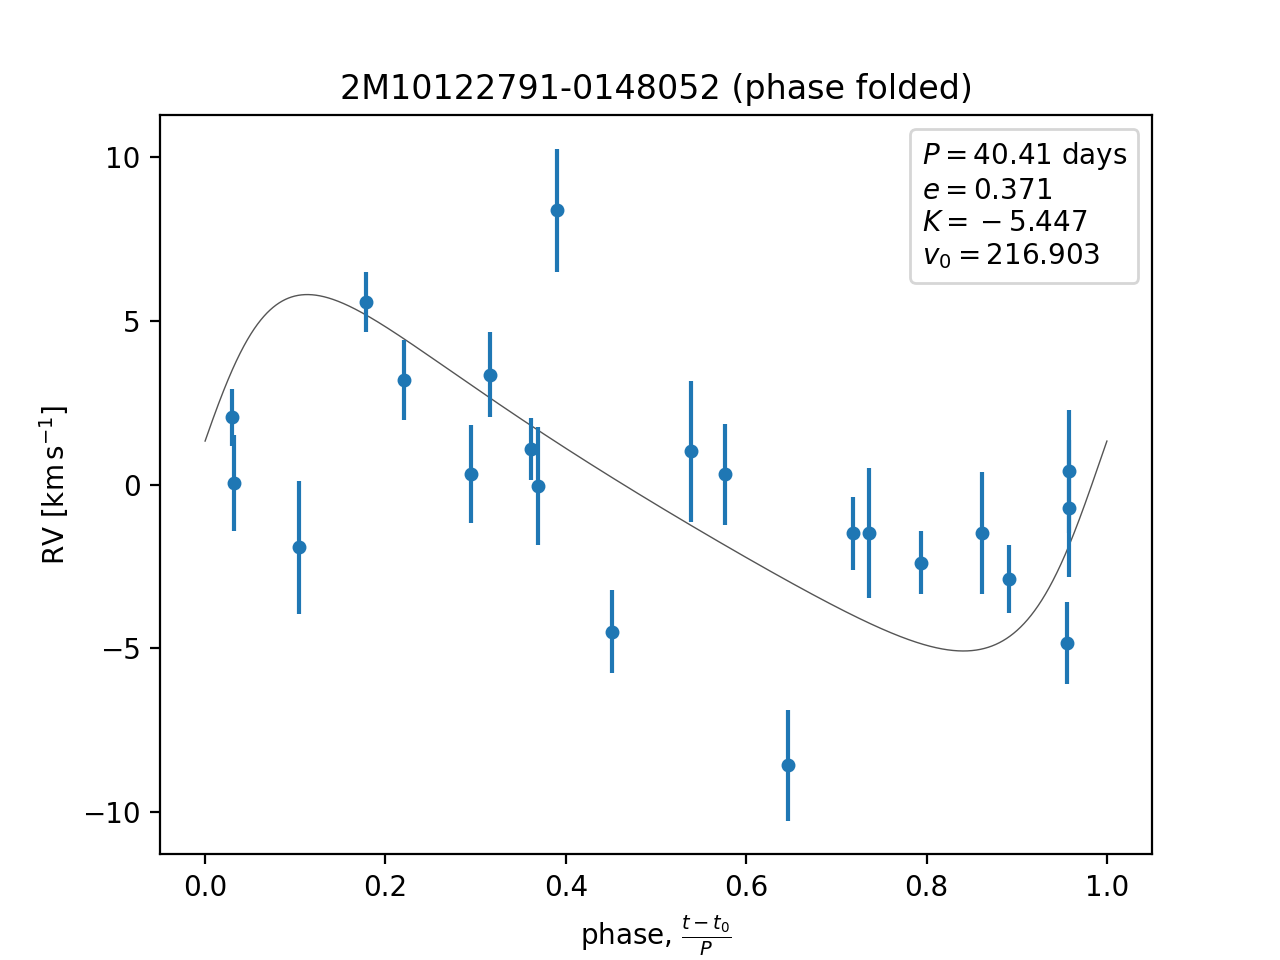 2M10122791-0148052 (phase folded)
P = 40.41 days
e = 0.371
K = −5.447
v₀ = 216.903
RV [km s⁻¹]
10
5
0
−5
−10
0.0 0.2 0.4 0.6 0.8 1.0
phase, (t − t₀)/P